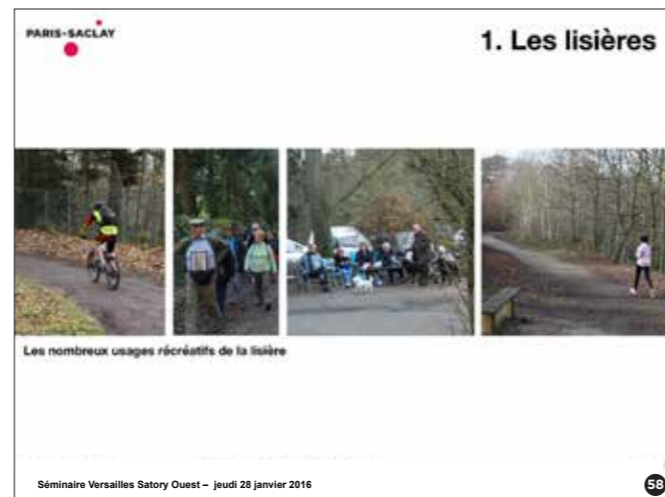 PARIS-SACLAY
1. Les lisières
Les nombreux usages récréatifs de la lisière
Séminaire Versailles Satory Ouest – jeudi 28 janvier 2016
58